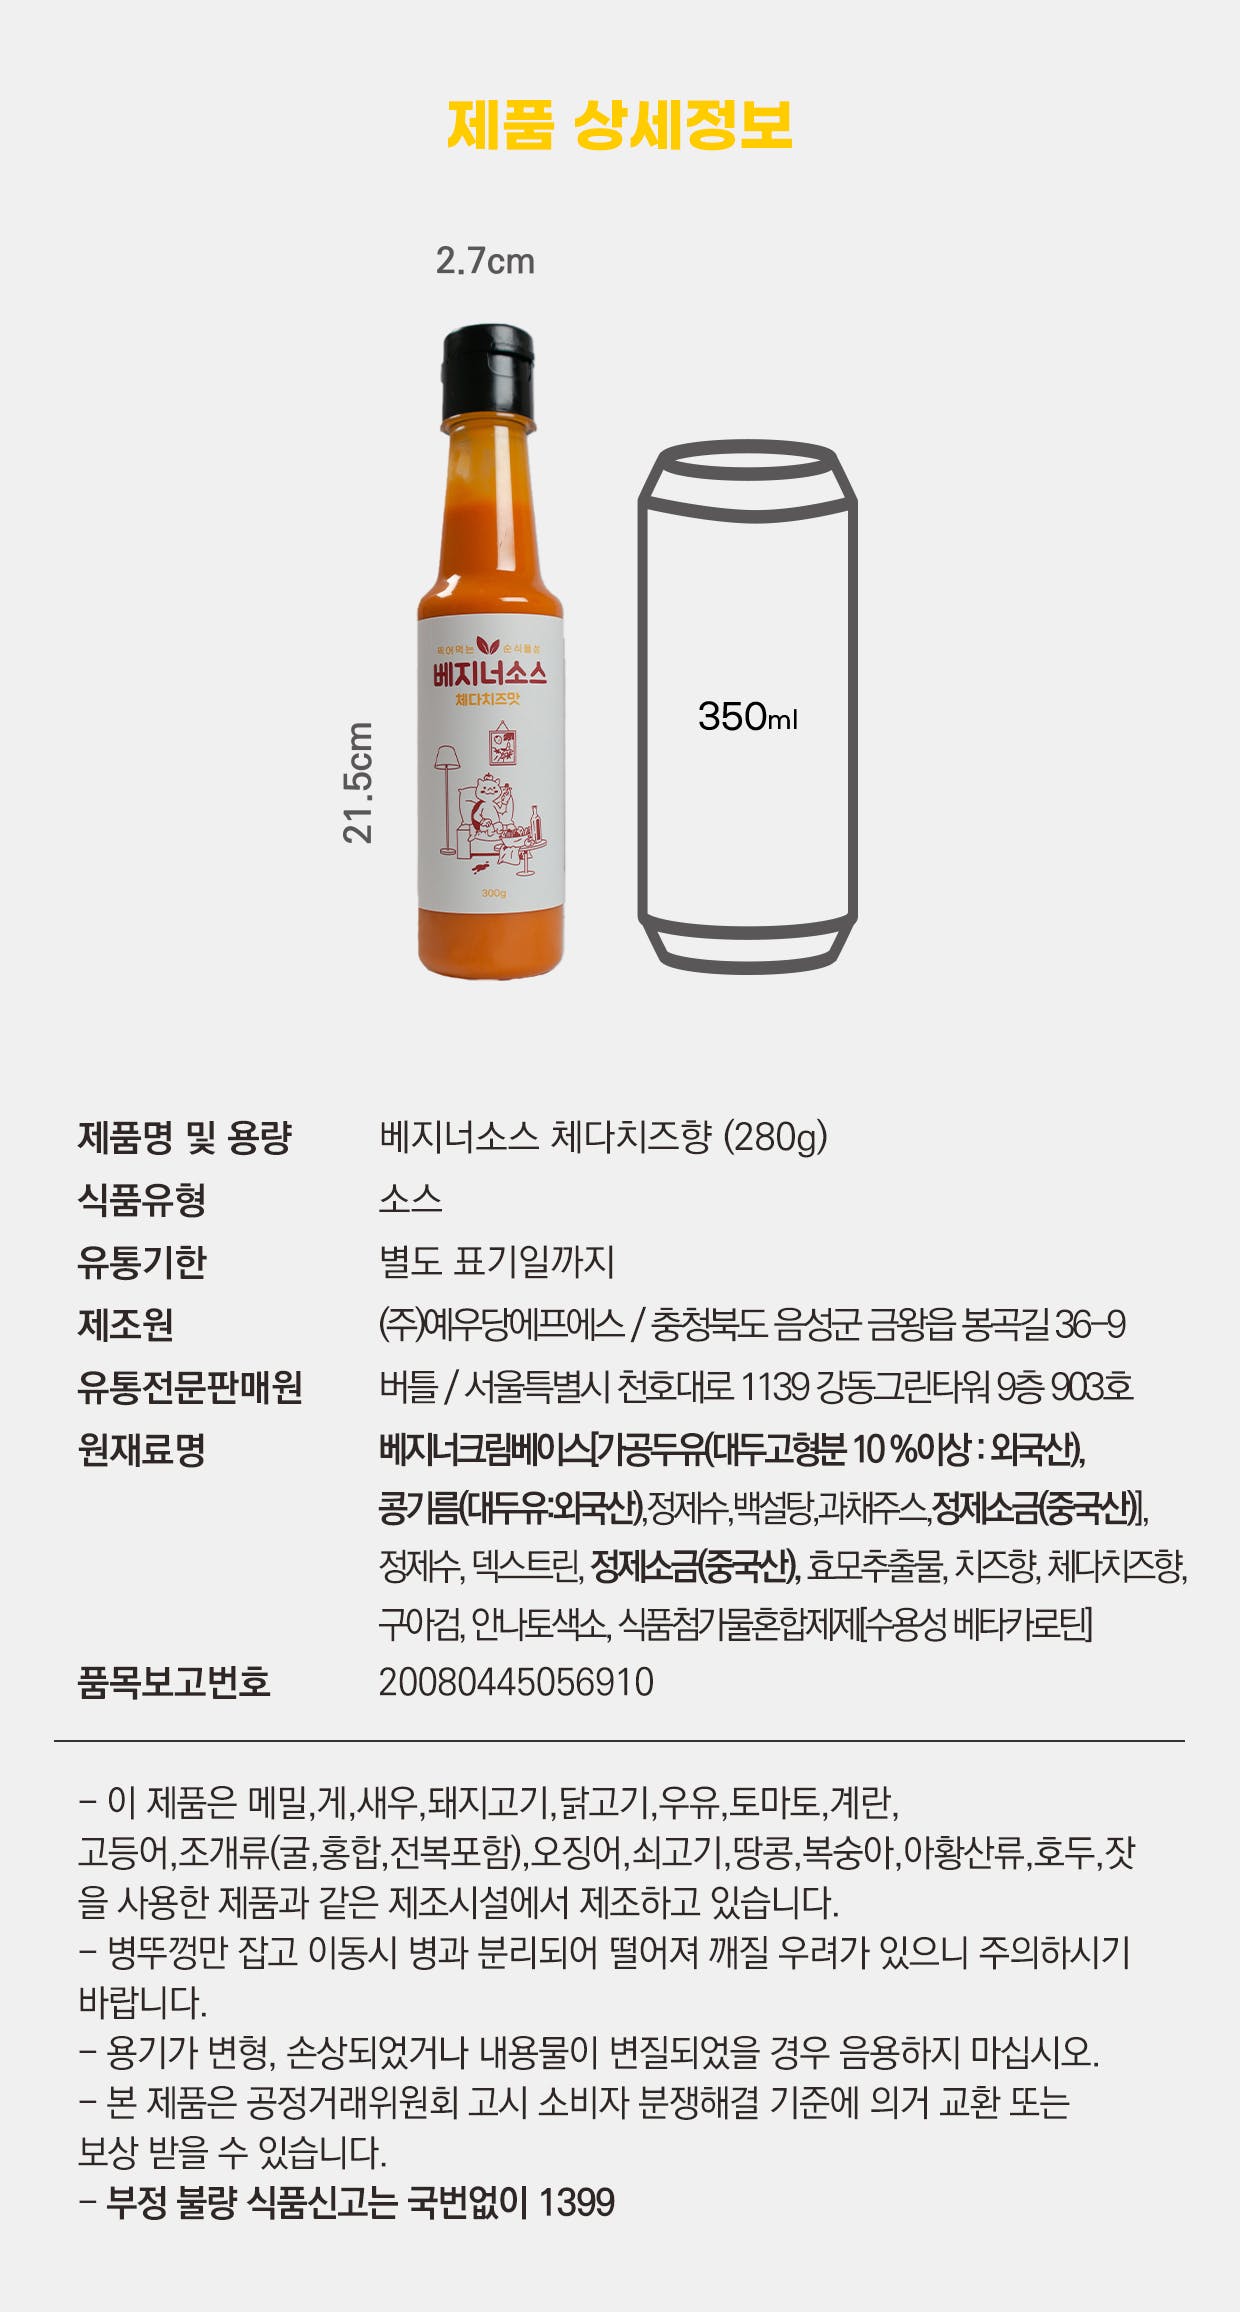 제품 상세정보
2.7cm
찍어먹는 순식물성
베지너소스
체다치즈맛
300g
21.5cm
350ml
제품명 및 용량 베지너소스 체다치즈향 (280g)
식품유형 소스
유통기한 별도 표기일까지
제조원 (주)예우당에프에스 / 충청북도 음성군 금왕읍 봉곡길 36-9
유통전문판매원 버틀 / 서울특별시 천호대로 1139 강동그린타워 9층 903호
원재료명 베지너크림베이스[가공두유(대두고형분 10 %이상 : 외국산),
콩기름(대두유:외국산),정제수,백설탕,과채주스,정제소금(중국산)],
정제수, 덱스트린, 정제소금(중국산), 효모추출물, 치즈향, 체다치즈향,
구아검, 안나토색소, 식품첨가물혼합제제[수용성 베타카로틴]
품목보고번호 20080445056910
- 이 제품은 메밀,게,새우,돼지고기,닭고기,우유,토마토,계란,
고등어,조개류(굴,홍합,전복포함),오징어,쇠고기,땅콩,복숭아,아황산류,호두,잣
을 사용한 제품과 같은 제조시설에서 제조하고 있습니다.
- 병뚜껑만 잡고 이동시 병과 분리되어 떨어져 깨질 우려가 있으니 주의하시기
바랍니다.
- 용기가 변형, 손상되었거나 내용물이 변질되었을 경우 음용하지 마십시오.
- 본 제품은 공정거래위원회 고시 소비자 분쟁해결 기준에 의거 교환 또는
보상 받을 수 있습니다.
- 부정 불량 식품신고는 국번없이 1399